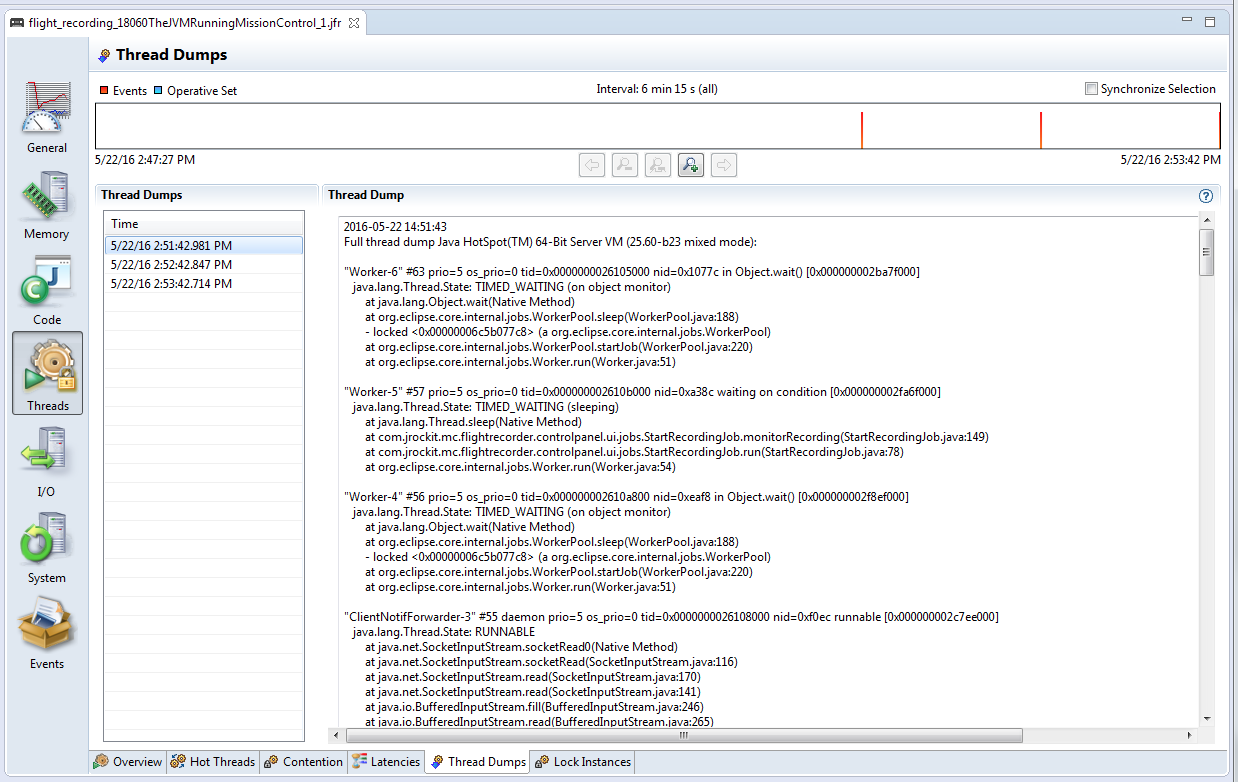 flight_recording_18060TheJVMRunningMissionControl_1.jfr
Thread Dumps
Events Operative Set
Interval: 6 min 15 s (all)
Synchronize Selection
5/22/16 2:47:27 PM
5/22/16 2:53:42 PM
General
Memory
Code
Threads
I/O
System
Events
Thread Dumps
Time
5/22/16 2:51:42.981 PM
5/22/16 2:52:42.847 PM
5/22/16 2:53:42.714 PM
Thread Dump
2016-05-22 14:51:43
Full thread dump Java HotSpot(TM) 64-Bit Server VM (25.60-b23 mixed mode):
"Worker-6" #63 prio=5 os_prio=0 tid=0x0000000026105000 nid=0x1077c in Object.wait() [0x000000002ba7f000]
java.lang.Thread.State: TIMED_WAITING (on object monitor)
at java.lang.Object.wait(Native Method)
at org.eclipse.core.internal.jobs.WorkerPool.sleep(WorkerPool.java:188)
- locked <0x00000006c5b077c8> (a org.eclipse.core.internal.jobs.WorkerPool)
at org.eclipse.core.internal.jobs.WorkerPool.startJob(WorkerPool.java:220)
at org.eclipse.core.internal.jobs.Worker.run(Worker.java:51)
"Worker-5" #57 prio=5 os_prio=0 tid=0x000000002610b000 nid=0xa38c waiting on condition [0x000000002fa6f000]
java.lang.Thread.State: TIMED_WAITING (sleeping)
at java.lang.Thread.sleep(Native Method)
at com.jrockit.mc.flightrecorder.controlpanel.ui.jobs.StartRecordingJob.monitorRecording(StartRecordingJob.java:149)
at com.jrockit.mc.flightrecorder.controlpanel.ui.jobs.StartRecordingJob.run(StartRecordingJob.java:78)
at org.eclipse.core.internal.jobs.Worker.run(Worker.java:54)
"Worker-4" #56 prio=5 os_prio=0 tid=0x000000002610a800 nid=0xeaf8 in Object.wait() [0x000000002f8ef000]
java.lang.Thread.State: TIMED_WAITING (on object monitor)
at java.lang.Object.wait(Native Method)
at org.eclipse.core.internal.jobs.WorkerPool.sleep(WorkerPool.java:188)
- locked <0x00000006c5b077c8> (a org.eclipse.core.internal.jobs.WorkerPool)
at org.eclipse.core.internal.jobs.WorkerPool.startJob(WorkerPool.java:220)
at org.eclipse.core.internal.jobs.Worker.run(Worker.java:51)
"ClientNotifForwarder-3" #55 daemon prio=5 os_prio=0 tid=0x0000000026108000 nid=0xf0ec runnable [0x000000002c7ee000]
java.lang.Thread.State: RUNNABLE
at java.net.SocketInputStream.socketRead0(Native Method)
at java.net.SocketInputStream.socketRead(SocketInputStream.java:116)
at java.net.SocketInputStream.read(SocketInputStream.java:170)
at java.net.SocketInputStream.read(SocketInputStream.java:141)
at java.io.BufferedInputStream.fill(BufferedInputStream.java:246)
at java.io.BufferedInputStream.read(BufferedInputStream.java:265)
Overview Hot Threads Contention Latencies Thread Dumps Lock Instances